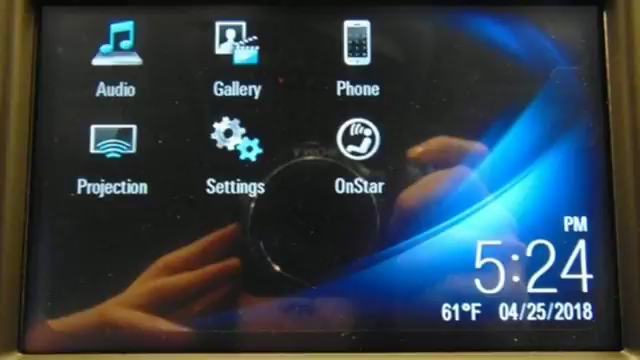 Audio Gallery Phone
Projection Settings OnStar
PM
5:24
61°F 04/25/2018